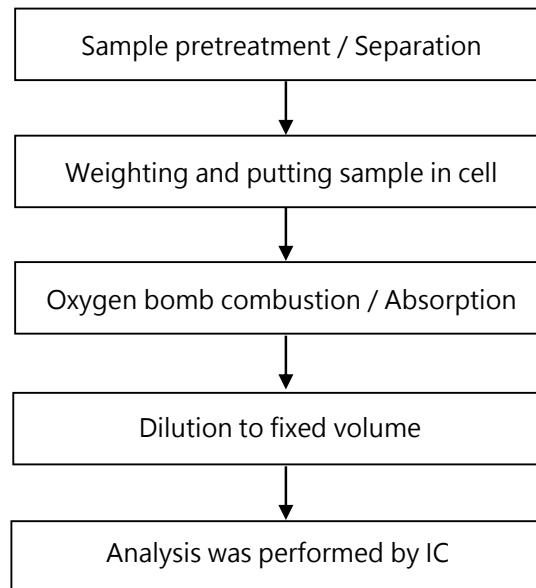 Sample pretreatment / Separation
Weighting and putting sample in cell
Oxygen bomb combustion / Absorption
Dilution to fixed volume
Analysis was performed by IC